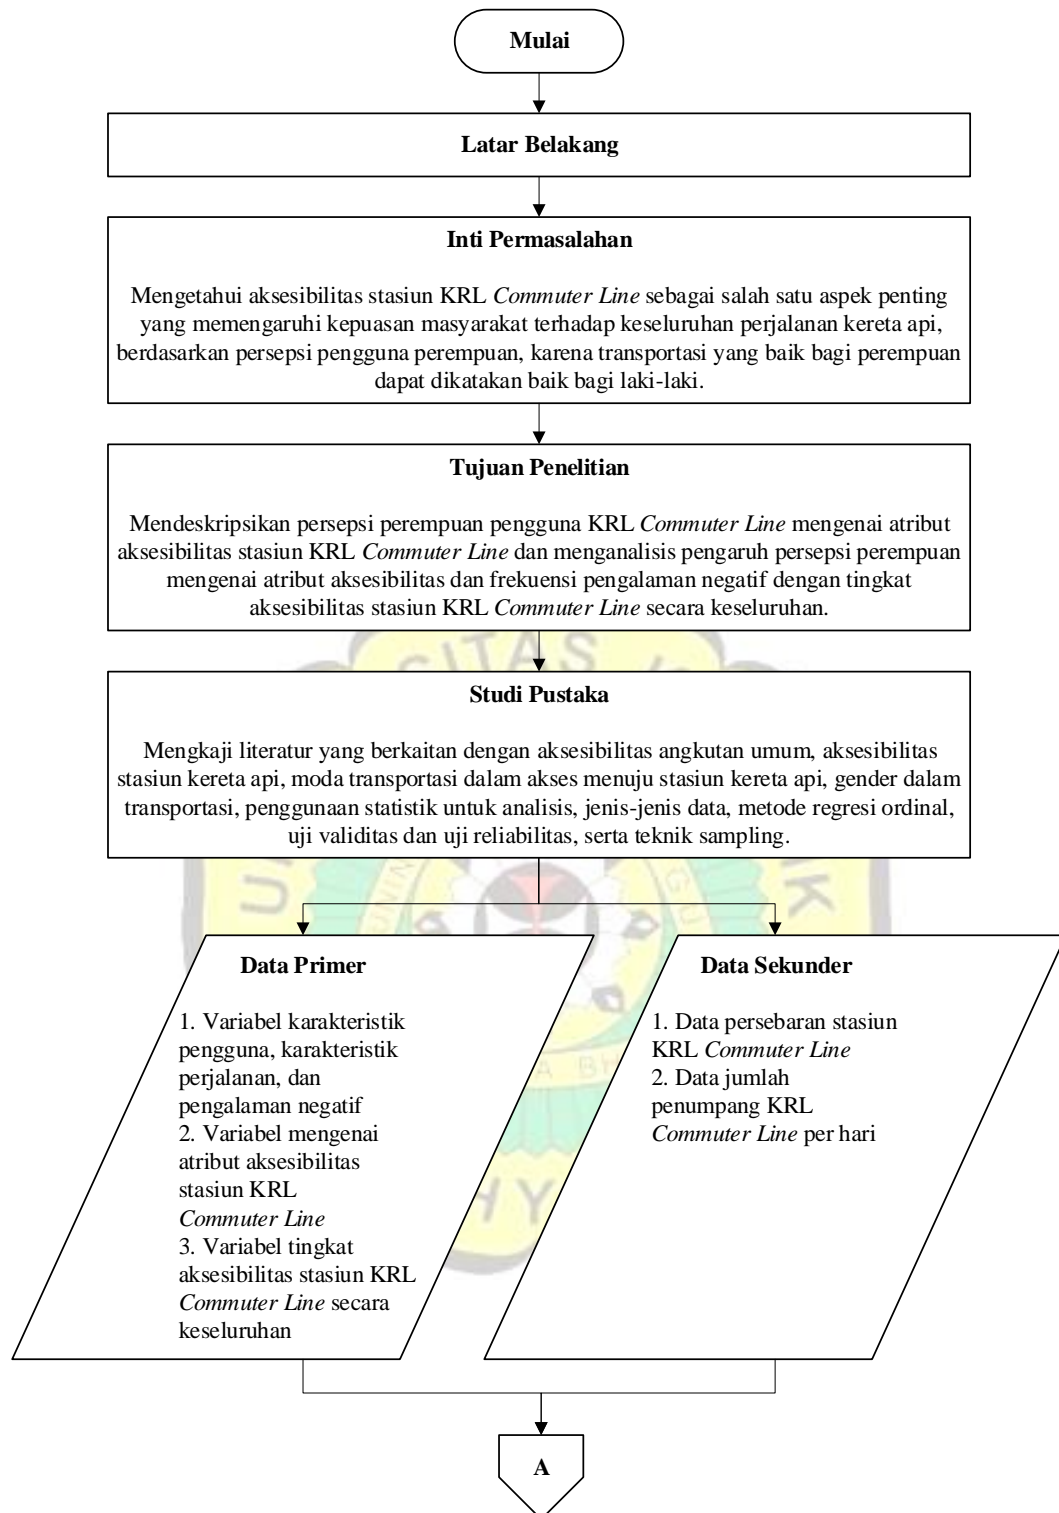 Mulai
Latar Belakang
Inti Permasalahan
Mengetahui aksesibilitas stasiun KRL Commuter Line sebagai salah satu aspek penting
yang memengaruhi kepuasan masyarakat terhadap keseluruhan perjalanan kereta api,
berdasarkan persepsi pengguna perempuan, karena transportasi yang baik bagi perempuan
dapat dikatakan baik bagi laki-laki.
Tujuan Penelitian
Mendeskripsikan persepsi perempuan pengguna KRL Commuter Line mengenai atribut
aksesibilitas stasiun KRL Commuter Line dan menganalisis pengaruh persepsi perempuan
mengenai atribut aksesibilitas dan frekuensi pengalaman negatif dengan tingkat
aksesibilitas stasiun KRL Commuter Line secara keseluruhan.
Studi Pustaka
Mengkaji literatur yang berkaitan dengan aksesibilitas angkutan umum, aksesibilitas
stasiun kereta api, moda transportasi dalam akses menuju stasiun kereta api, gender dalam
transportasi, penggunaan statistik untuk analisis, jenis-jenis data, metode regresi ordinal,
uji validitas dan uji reliabilitas, serta teknik sampling.
Data Primer
1. Variabel karakteristik
pengguna, karakteristik
perjalanan, dan
pengalaman negatif
2. Variabel mengenai
atribut aksesibilitas
stasiun KRL
Commuter Line
3. Variabel tingkat
aksesibilitas stasiun KRL
Commuter Line secara
keseluruhan
Data Sekunder
1. Data persebaran stasiun
KRL Commuter Line
2. Data jumlah
penumpang KRL
Commuter Line per hari
A